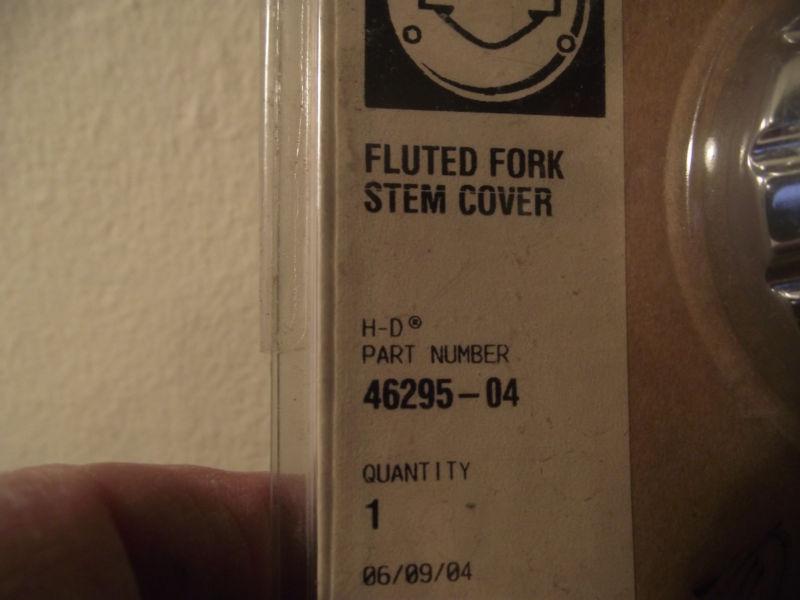 FLUTED FORK
STEM COVER
H-D®
PART NUMBER
46295-04
QUANTITY
1
06/09/04